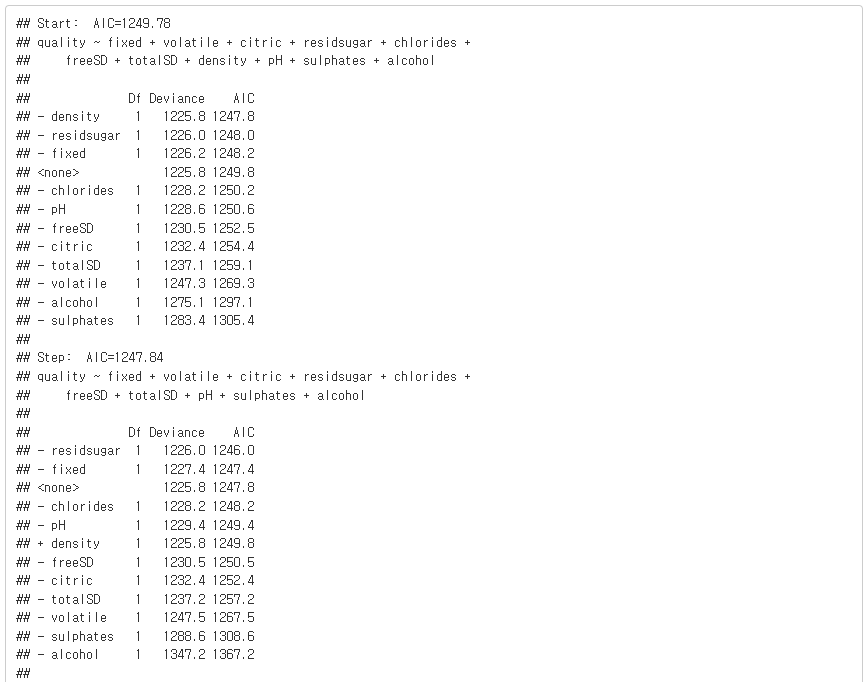 ## Start:  AIC=1249.78
## quality ~ fixed + volatile + citric + residsugar + chlorides +
##     freeSD + totalSD + density + pH + sulphates + alcohol
##
##              Df Deviance    AIC
## - density     1   1225.8 1247.8
## - residsugar  1   1226.0 1248.0
## - fixed       1   1226.2 1248.2
## <none>            1225.8 1249.8
## - chlorides   1   1228.2 1250.2
## - pH          1   1228.6 1250.6
## - freeSD      1   1230.5 1252.5
## - citric      1   1232.4 1254.4
## - totalSD     1   1237.1 1259.1
## - volatile    1   1247.3 1269.3
## - alcohol     1   1275.1 1297.1
## - sulphates   1   1283.4 1305.4
##
## Step:  AIC=1247.84
## quality ~ fixed + volatile + citric + residsugar + chlorides +
##     freeSD + totalSD + pH + sulphates + alcohol
##
##              Df Deviance    AIC
## - residsugar  1   1226.0 1246.0
## - fixed       1   1227.4 1247.4
## <none>            1225.8 1247.8
## - chlorides   1   1228.2 1248.2
## - pH          1   1229.4 1249.4
## + density     1   1225.8 1249.8
## - freeSD      1   1230.5 1250.5
## - citric      1   1232.4 1252.4
## - totalSD     1   1237.2 1257.2
## - volatile    1   1247.5 1267.5
## - sulphates   1   1288.6 1308.6
## - alcohol     1   1347.2 1367.2
##